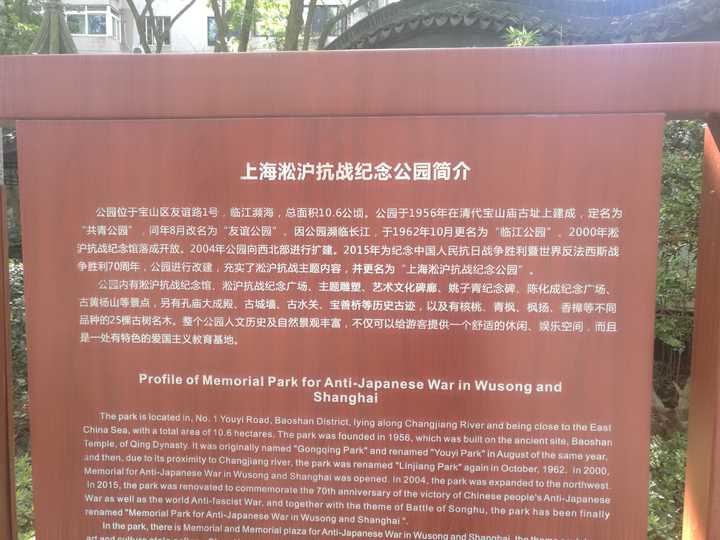 上海淞沪抗战纪念公园简介
公园位于宝山区友谊路1号，临江濒海，总面积10.6公顷。公园于1956年在清代宝山庙古址上建成，定名为
“共青公园”，同年8月改名为“友谊公园”。因公园濒临长江，于1962年10月更名为“临江公园”。2000年淞
沪抗战纪念馆落成开放。2004年公园向西北部进行扩建。2015年为纪念中国人民抗日战争胜利暨世界反法西斯战
争胜利70周年，公园进行改建，充实了淞沪抗战主题内容，并更名为“上海淞沪抗战纪念公园”。
公园内有淞沪抗战纪念馆、淞沪抗战纪念广场、主题雕塑、艺术文化碑廊、姚子青纪念碑、陈化成纪念广场、
古黄杨山等景点，另有孔庙大成殿、古城墙、古水关、宝善桥等历史古迹，以及有核桃、青枫、枫扬、香樟等不同
品种的25棵古树名木。整个公园人文历史及自然景观丰富，不仅可以给游客提供一个舒适的休闲、娱乐空间，而且
是一处有特色的爱国主义教育基地。
Profile of Memorial Park for Anti-Japanese War in Wusong and
Shanghai
The park is located in, No. 1 Youyi Road, Baoshan District, lying along Changjiang River and being close to the East
China Sea, with a total area of 10.6 hectares. The park was founded in 1956, which was built on the ancient site, Baoshan
Temple, of Qing Dynasty. It was originally named "Gongqing Park" and renamed "Youyi Park" in August of the same year,
and then, due to its proximity to Changjiang river, the park was renamed "Linjiang Park" again in October, 1962. In 2000,
Memorial for Anti-Japanese War in Wusong and Shanghai was opened. In 2004, the park was expanded to the northwest.
In 2015, the park was renovated to commemorate the 70th anniversary of the victory of Chinese people's Anti-Japanese
War as well as the world Anti-fascist War, and together with the theme of Battle of Songhu, the park has been finally
renamed "Memorial Park for Anti-Japanese War in Wusong and Shanghai ".
In the park, there is Memorial and Memorial plaza for Anti-Japanese War in Wusong and Shanghai, the theme